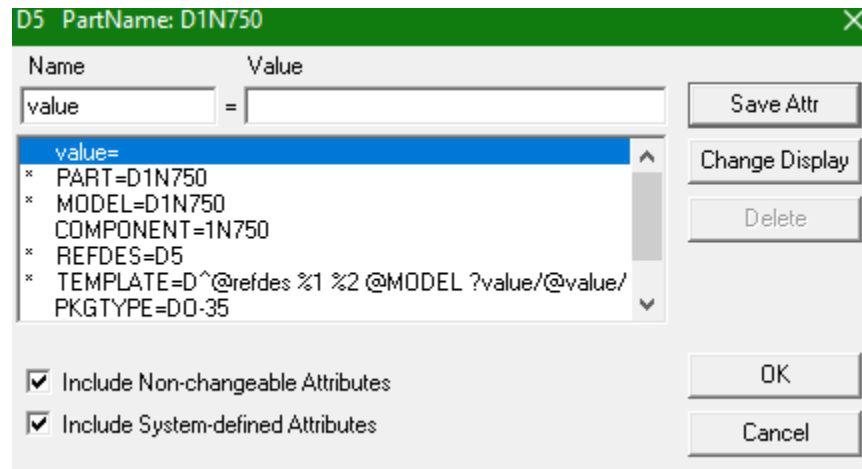 D5 PartName: D1N750
Name Value
value = 
Save Attr
value=
* PART=D1N750
* MODEL=D1N750
COMPONENT=1N750
* REFDES=D5
* TEMPLATE=D^@refdes %1 %2 @MODEL ?value/@value/
PKGTYPE=DO-35
Change Display
Delete
Include Non-changeable Attributes
Include System-defined Attributes
OK
Cancel